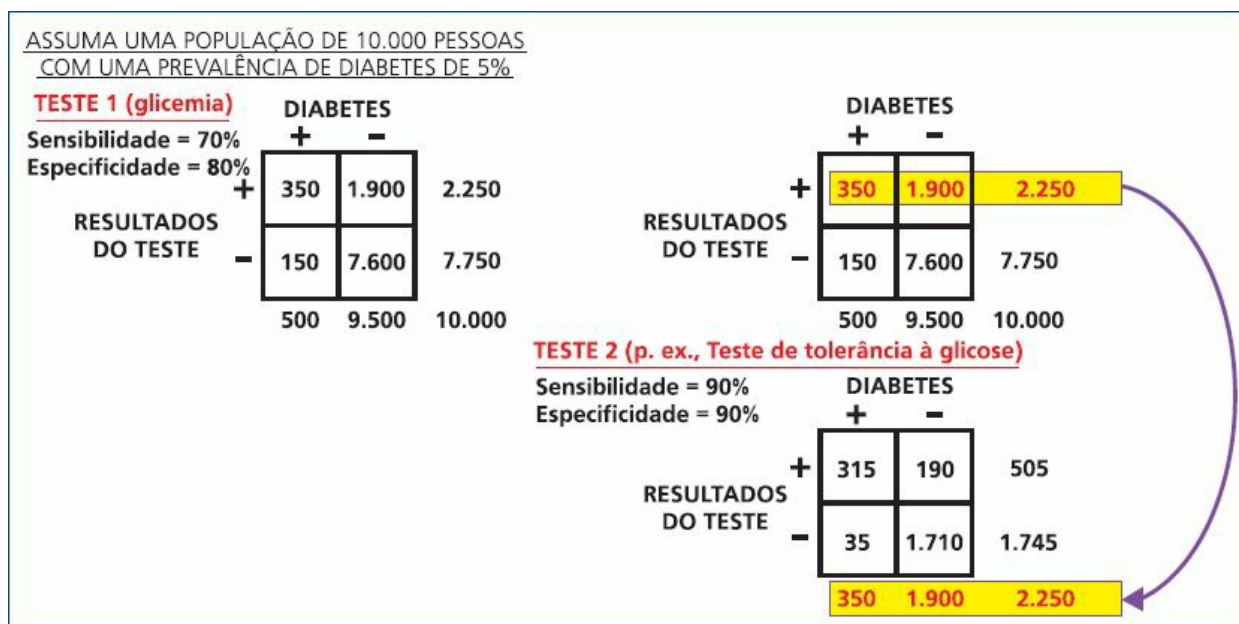 ASSUMA UMA POPULAÇÃO DE 10.000 PESSOAS
COM UMA PREVALÊNCIA DE DIABETES DE 5%
TESTE 1 (glicemia)
Sensibilidade = 70%
Especificidade = 80%
DIABETES
+ −
+ 350 1.900 2.250
RESULTADOS
DO TESTE
− 150 7.600 7.750
500 9.500 10.000
DIABETES
+ −
+ 350 1.900 2.250
RESULTADOS
DO TESTE
− 150 7.600 7.750
500 9.500 10.000
TESTE 2 (p. ex., Teste de tolerância à glicose)
Sensibilidade = 90%
Especificidade = 90%
DIABETES
+ −
+ 315 190 505
RESULTADOS
DO TESTE
− 35 1.710 1.745
350 1.900 2.250